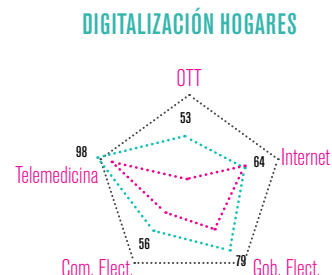 DIGITALIZACIÓN HOGARES
OTT
53
98
64
Internet
Telemedicina
56
79
Com. Elect.
Gob. Elect.